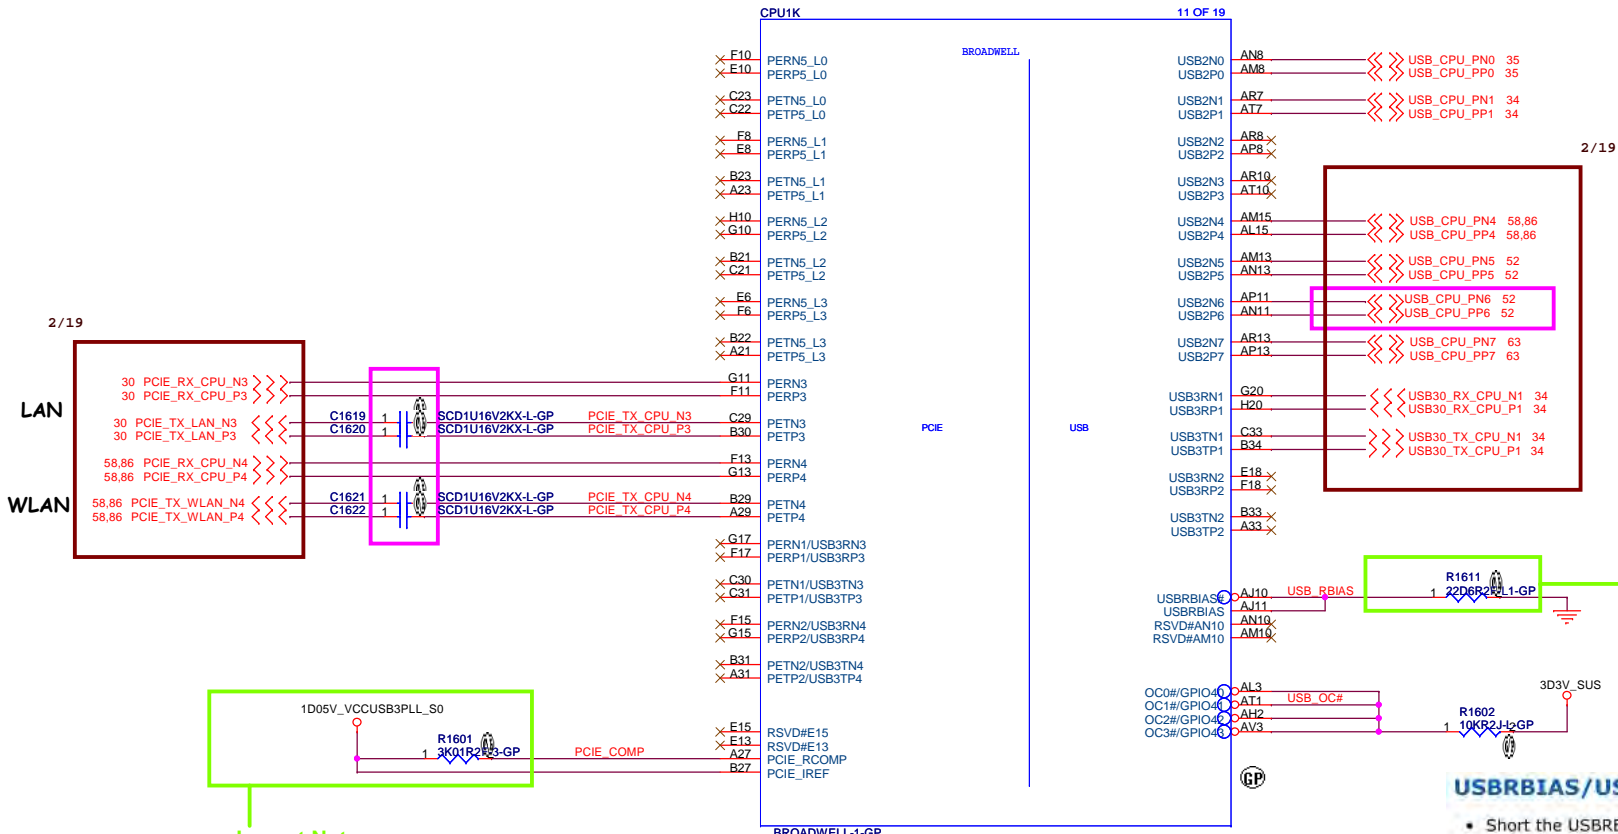 CPU1K
11 OF 19
BROADWELL
F10 PERN5_L0
E10 PERP5_L0
C23 PETN5_L0
C22 PETP5_L0
F8 PERN5_L1
E8 PERP5_L1
B23 PETN5_L1
A23 PETP5_L1
H10 PERN5_L2
G10 PERP5_L2
B21 PETN5_L2
C21 PETP5_L2
E6 PERN5_L3
F6 PERP5_L3
B22 PETN5_L3
A21 PETP5_L3
2/19
LAN
30 PCIE_RX_CPU_N3 G11 PERN3
30 PCIE_RX_CPU_P3 F11 PERP3
30 PCIE_TX_LAN_N3 C1619 1 SCD1U16V2KX-L-GP PCIE_TX_CPU_N3 C29 PETN3
30 PCIE_TX_LAN_P3 C1620 1 SCD1U16V2KX-L-GP PCIE_TX_CPU_P3 B30 PETP3
WLAN
58,86 PCIE_RX_CPU_N4 F13 PERN4
58,86 PCIE_RX_CPU_P4 G13 PERP4
58,86 PCIE_TX_WLAN_N4 C1621 1 SCD1U16V2KX-L-GP PCIE_TX_CPU_N4 B29 PETN4
58,86 PCIE_TX_WLAN_P4 C1622 1 SCD1U16V2KX-L-GP PCIE_TX_CPU_P4 A29 PETP4
G17 PERN1/USB3RN3
F17 PERP1/USB3RP3
C30 PETN1/USB3TN3
C31 PETP1/USB3TP3
F15 PERN2/USB3RN4
G15 PERP2/USB3RP4
B31 PETN2/USB3TN4
A31 PETP2/USB3TP4
1D05V_VCCUSB3PLL_S0
E15 RSVD#E15
E13 RSVD#E13
R1601
1 PCIE_COMP A27 PCIE_RCOMP
B27 PCIE_IREF
PCIE
USB
USB2N0 AN8 USB_CPU_PN0 35
USB2P0 AM8 USB_CPU_PP0 35
USB2N1 AR7 USB_CPU_PN1 34
USB2P1 AT7 USB_CPU_PP1 34
USB2N2 AR8
USB2P2 AP8
2/19
USB2N3 AR10
USB2P3 AT10
USB2N4 AM15 USB_CPU_PN4 58,86
USB2P4 AL15 USB_CPU_PP4 58,86
USB2N5 AM13 USB_CPU_PN5 52
USB2P5 AN13 USB_CPU_PP5 52
USB2N6 AP11 USB_CPU_PN6 52
USB2P6 AN11 USB_CPU_PP6 52
USB2N7 AR13 USB_CPU_PN7 63
USB2P7 AP13 USB_CPU_PP7 63
USB3RN1 G20 USB30_RX_CPU_N1 34
USB3RP1 H20 USB30_RX_CPU_P1 34
USB3TN1 C33 USB30_TX_CPU_N1 34
USB3TP1 B34 USB30_TX_CPU_P1 34
USB3RN2 E18
USB3RP2 F18
USB3TN2 B33
USB3TP2 A33
R1611
USBRBIAS# AJ10 USB_RBIAS 1
USBRBIAS AJ11
RSVD#AN10 AN10
RSVD#AM10 AM10
3D3V_SUS
OC0#/GPIO40 AL3
OC1#/GPIO41 AT1 USB_OC#
OC2#/GPIO42 AH2 R1602
OC3#/GPIO43 AV3 1 10KR2J-L-GP
GP
USBRBIAS/US
• Short the USBRE
BROADWELL-1-GP